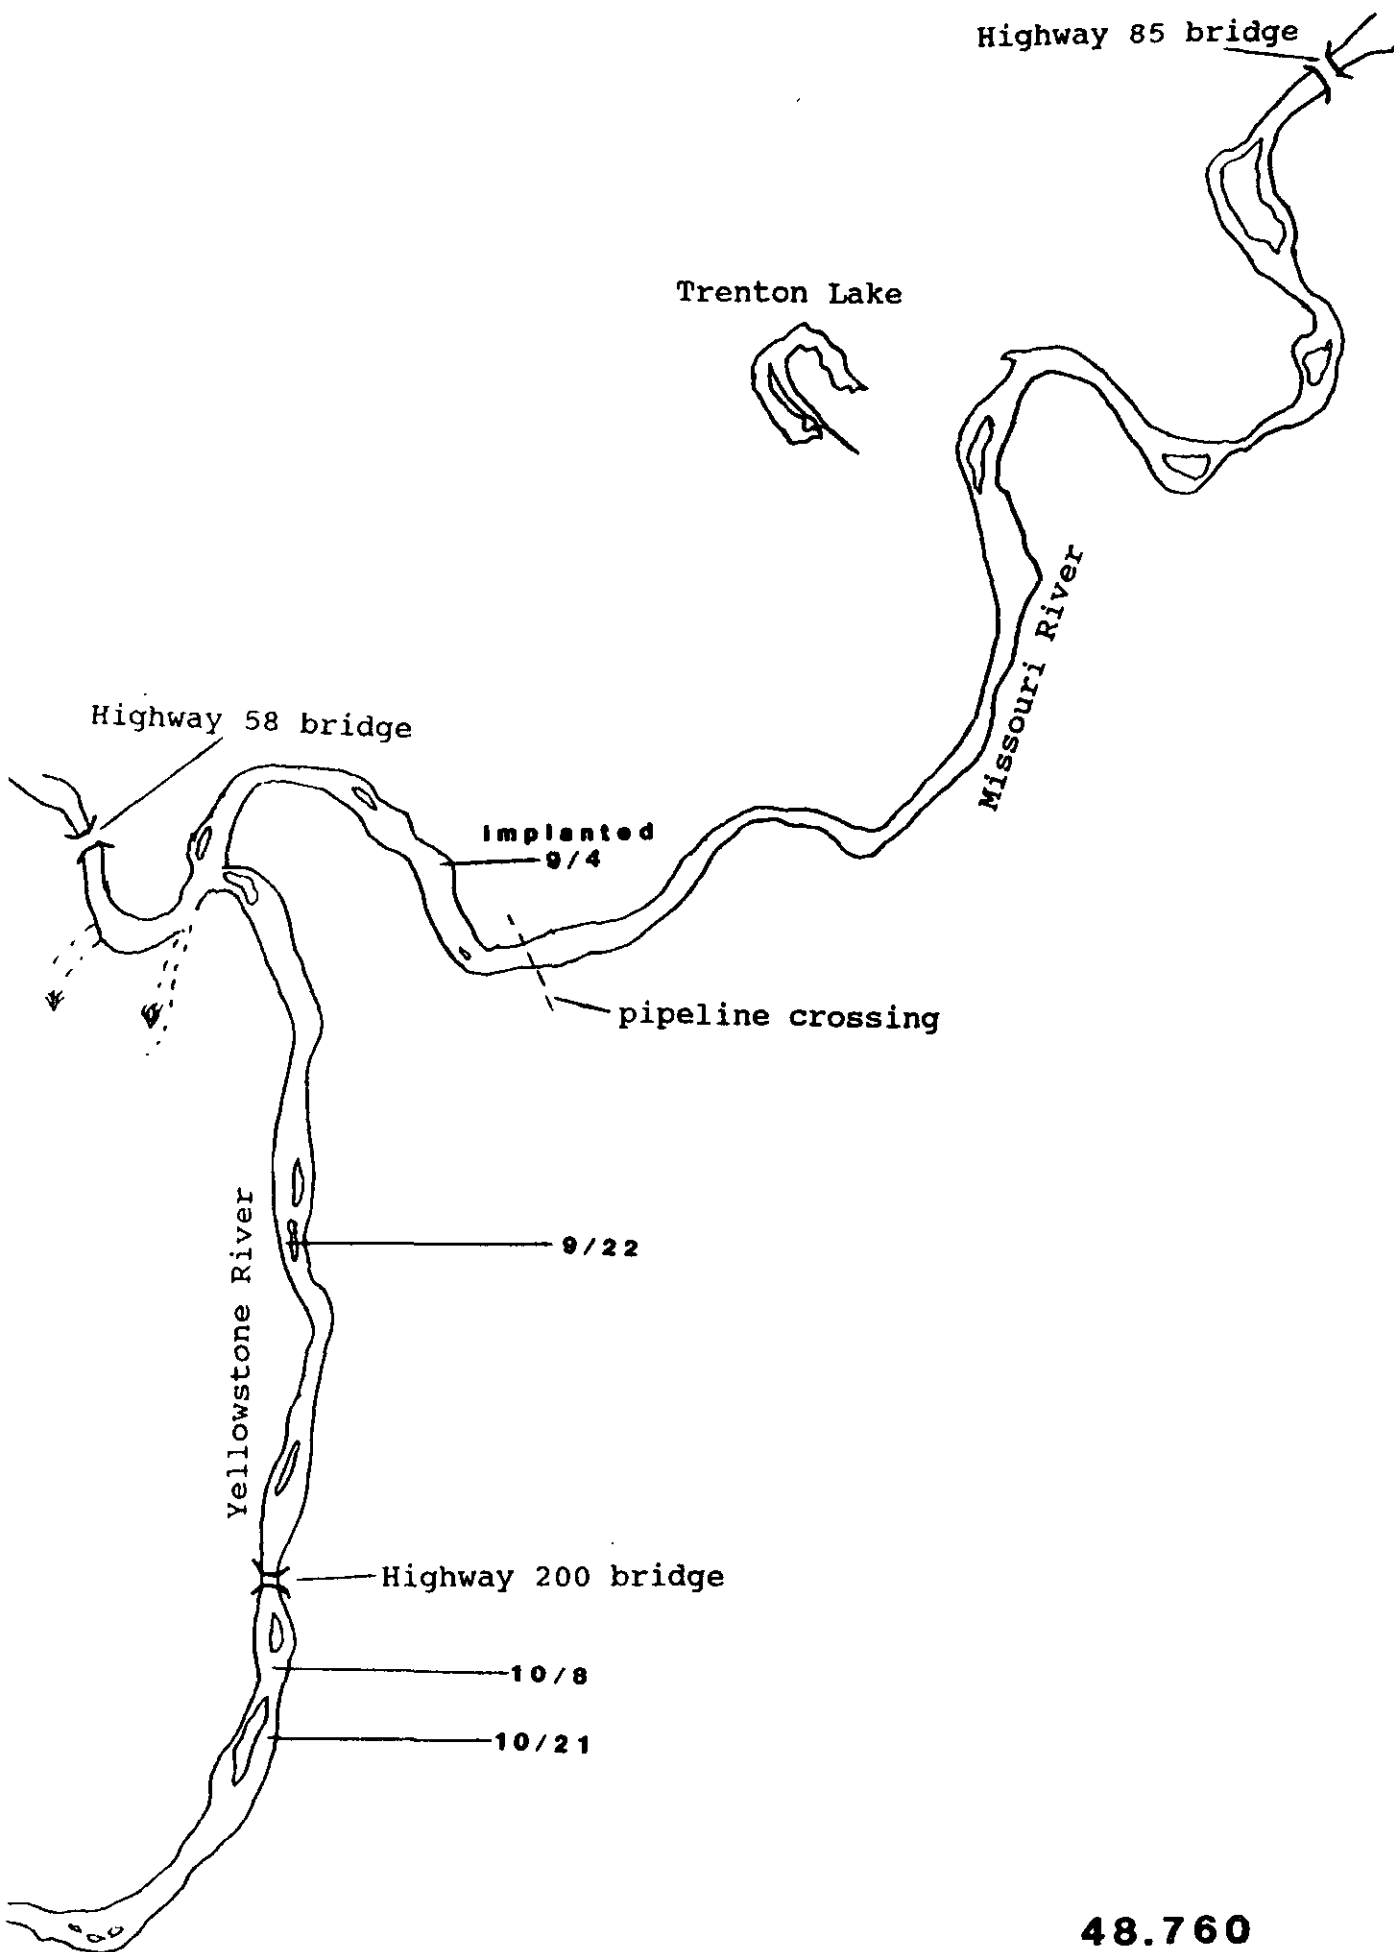 Highway 85 bridge
Trenton Lake
Missouri River
Highway 58 bridge
Implanted
9/4
pipeline crossing
Yellowstone River
9/22
Highway 200 bridge
10/8
10/21
48.760